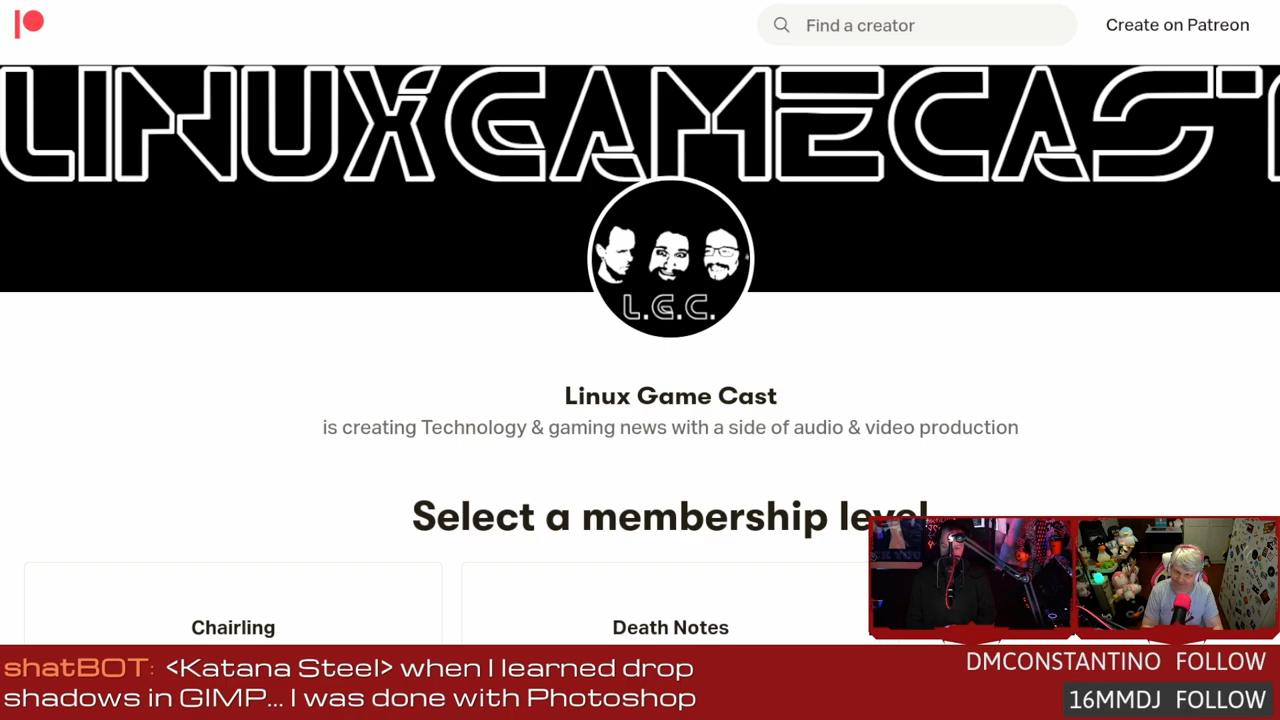 Find a creator
Create on Patreon
LINUXGAMECAST
L.G.C.
Linux Game Cast
is creating Technology & gaming news with a side of audio & video production
Select a membership level
Chairling
Death Notes
shatBOT: <Katana Steel> when I learned drop
shadows in GIMP... I was done with Photoshop
DMCONSTANTINO FOLLOW
16MMDJ FOLLOW